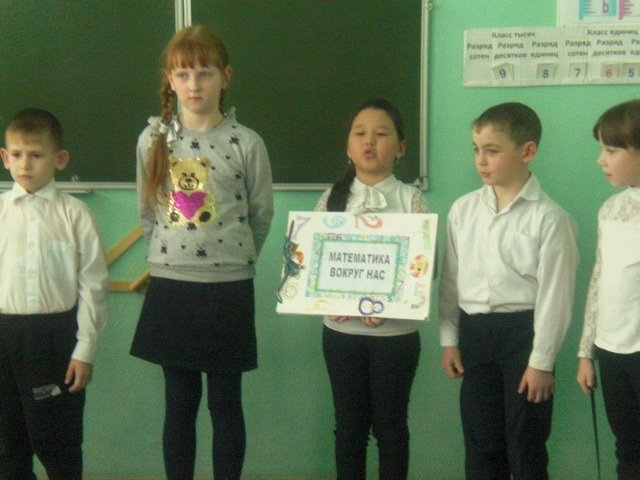 Класс тысяч
Класс единиц
Разряд сотен
Разряд десятков
Разряд единиц
Разряд сотен
Разряд десятков
9 8 7 6 5
МАТЕМАТИКА
ВОКРУГ НАС